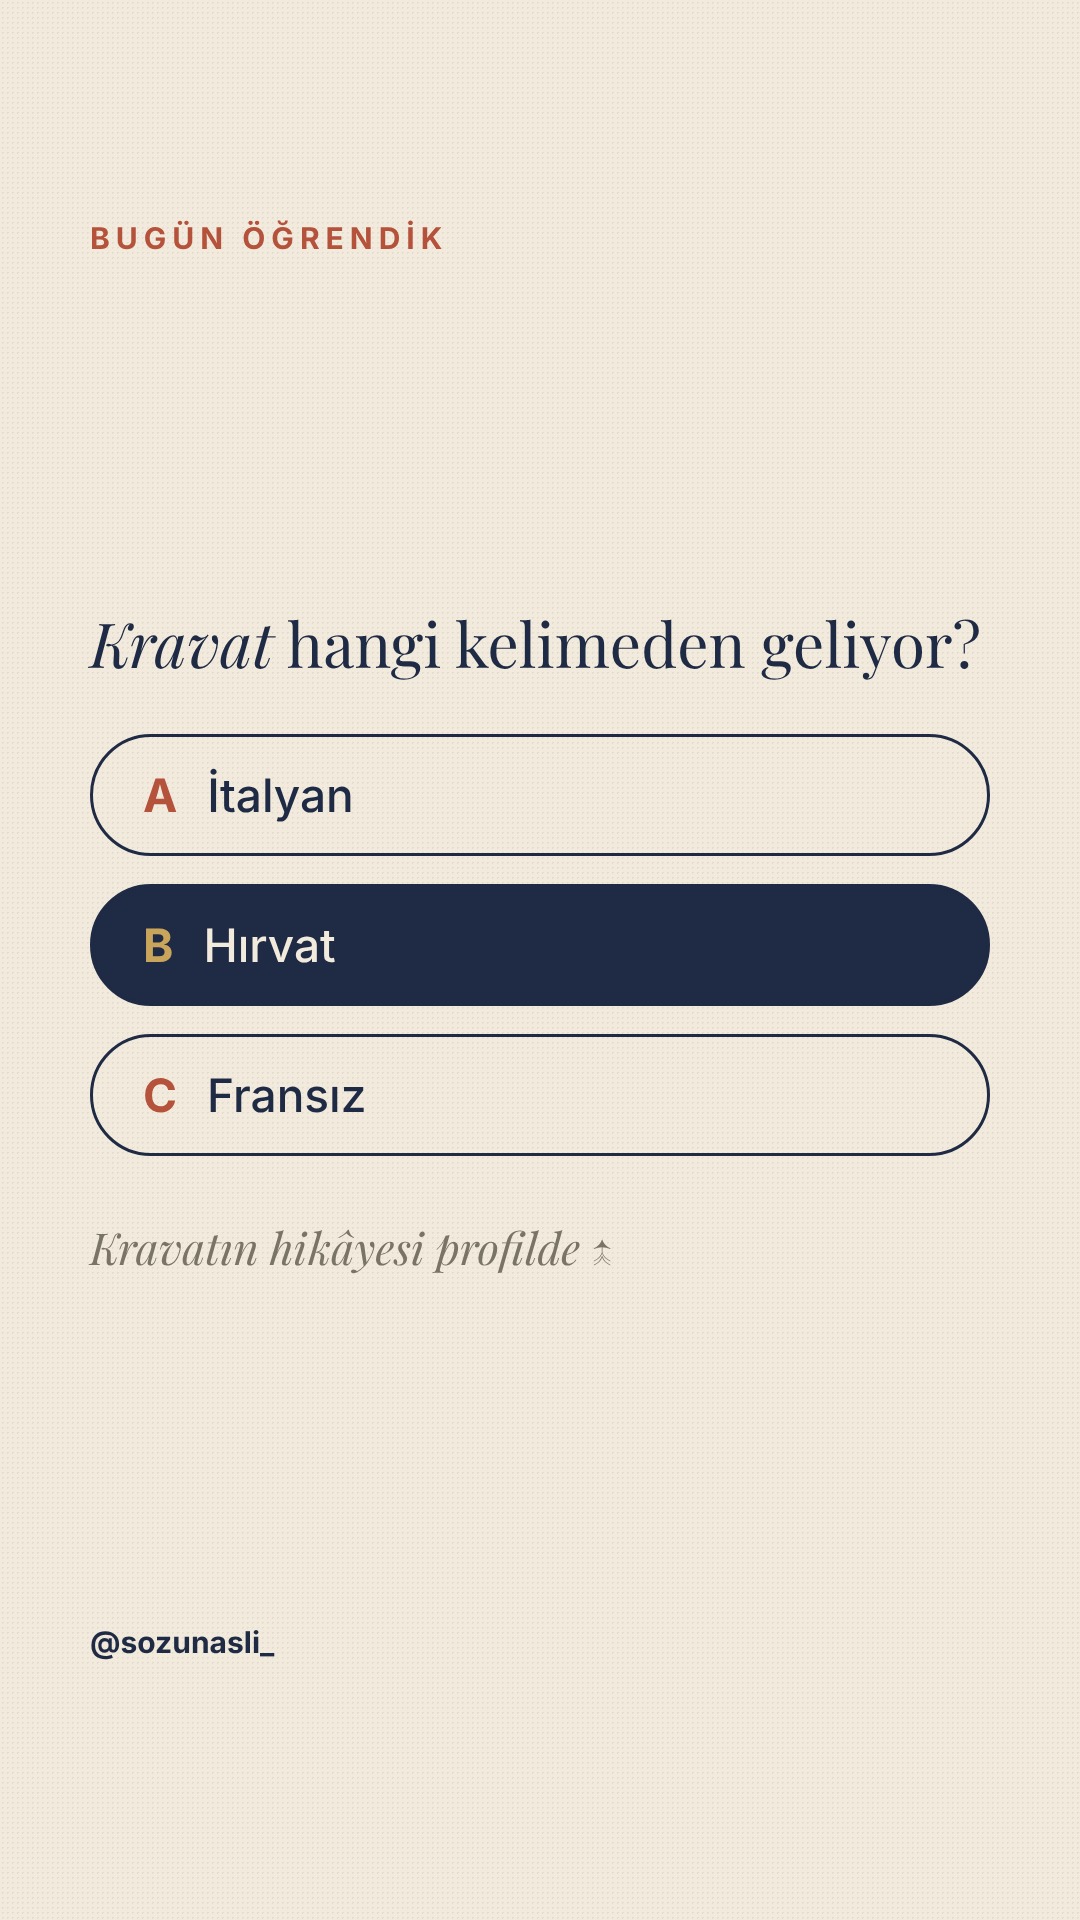 BUGÜN ÖĞRENDİK
Kravat hangi kelimeden geliyor?
A İtalyan
B Hırvat
C Fransız
Kravatın hikâyesi profilde
@sozunasli_